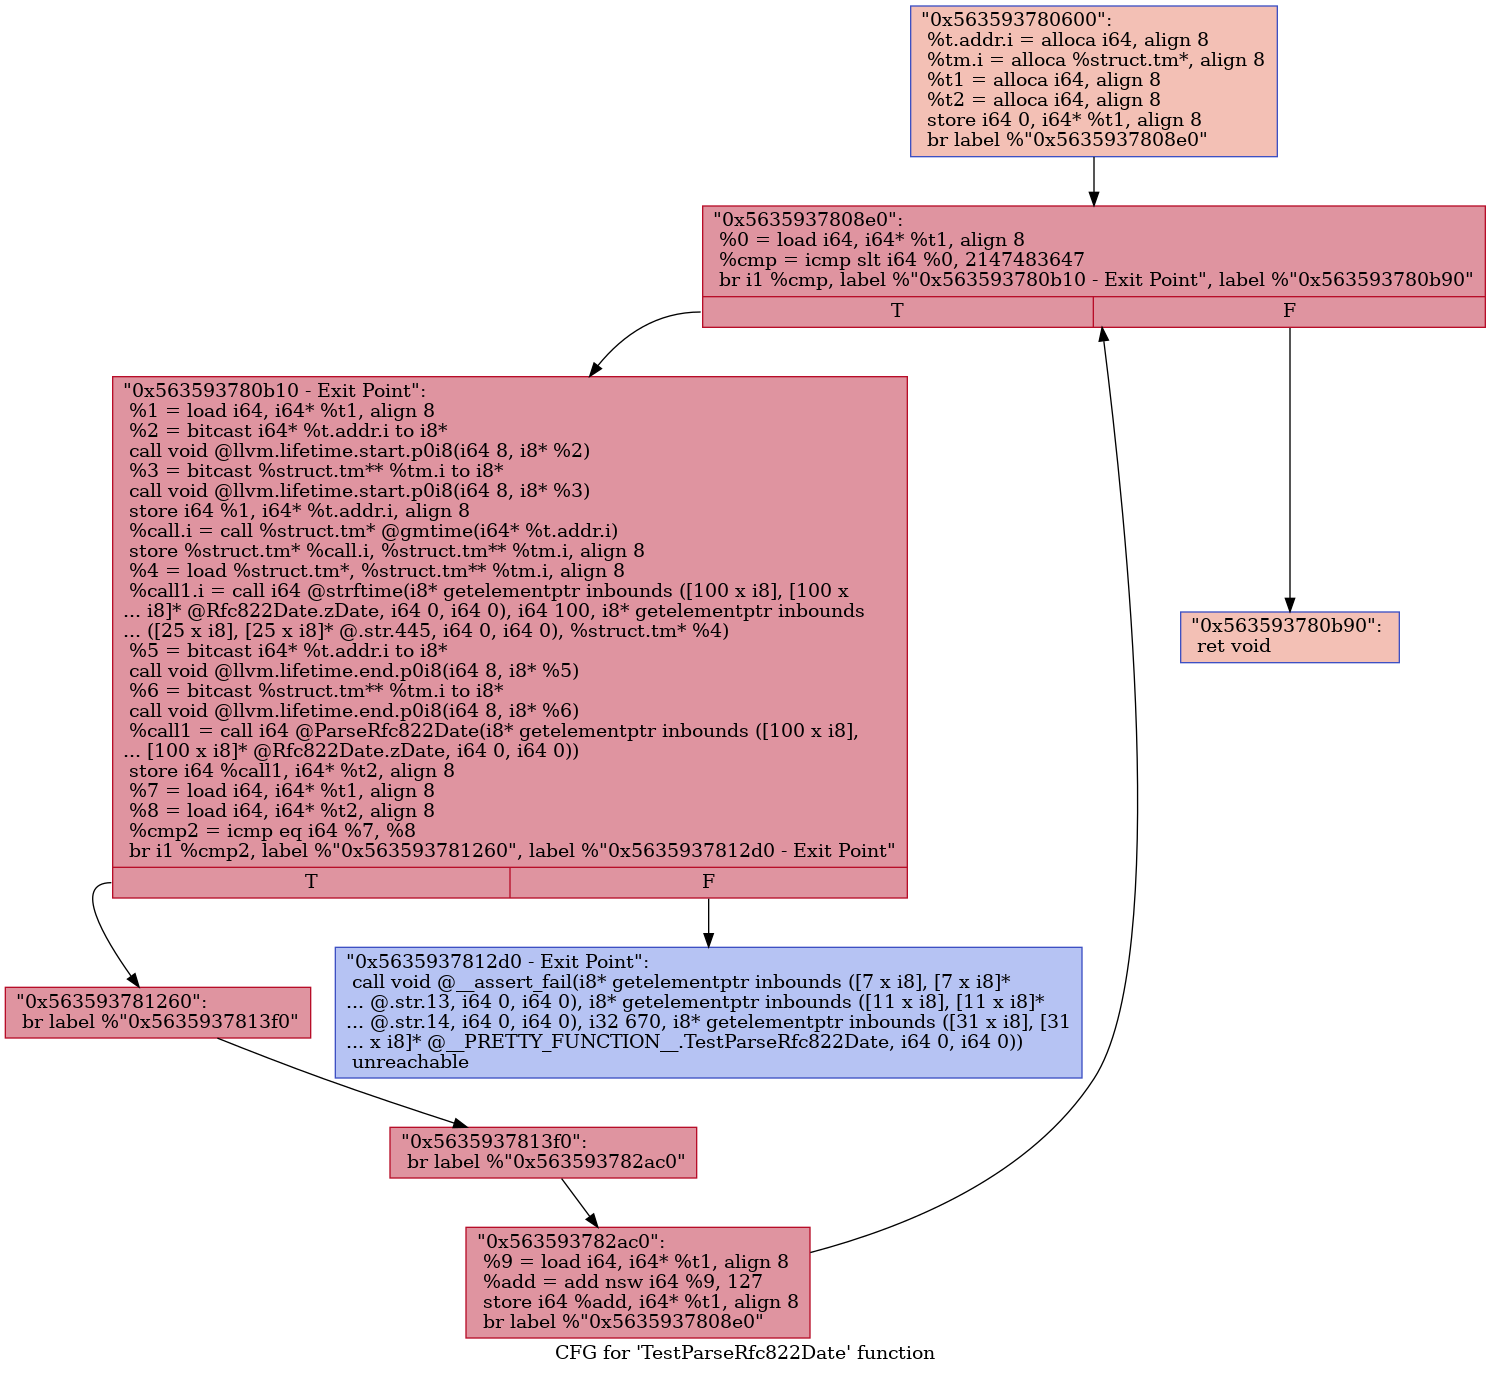 "0x563593780600":
%t.addr.i = alloca i64, align 8
%tm.i = alloca %struct.tm*, align 8
%t1 = alloca i64, align 8
%t2 = alloca i64, align 8
store i64 0, i64* %t1, align 8
br label %"0x5635937808e0"
"0x5635937808e0":
%0 = load i64, i64* %t1, align 8
%cmp = icmp slt i64 %0, 2147483647
br i1 %cmp, label %"0x563593780b10 - Exit Point", label %"0x563593780b90"
T
F
"0x563593780b10 - Exit Point":
%1 = load i64, i64* %t1, align 8
%2 = bitcast i64* %t.addr.i to i8*
call void @llvm.lifetime.start.p0i8(i64 8, i8* %2)
%3 = bitcast %struct.tm** %tm.i to i8*
call void @llvm.lifetime.start.p0i8(i64 8, i8* %3)
store i64 %1, i64* %t.addr.i, align 8
%call.i = call %struct.tm* @gmtime(i64* %t.addr.i)
store %struct.tm* %call.i, %struct.tm** %tm.i, align 8
%4 = load %struct.tm*, %struct.tm** %tm.i, align 8
%call1.i = call i64 @strftime(i8* getelementptr inbounds ([100 x i8], [100 x
... i8]* @Rfc822Date.zDate, i64 0, i64 0), i64 100, i8* getelementptr inbounds
... ([25 x i8], [25 x i8]* @.str.445, i64 0, i64 0), %struct.tm* %4)
%5 = bitcast i64* %t.addr.i to i8*
call void @llvm.lifetime.end.p0i8(i64 8, i8* %5)
%6 = bitcast %struct.tm** %tm.i to i8*
call void @llvm.lifetime.end.p0i8(i64 8, i8* %6)
%call1 = call i64 @ParseRfc822Date(i8* getelementptr inbounds ([100 x i8],
... [100 x i8]* @Rfc822Date.zDate, i64 0, i64 0))
store i64 %call1, i64* %t2, align 8
%7 = load i64, i64* %t1, align 8
%8 = load i64, i64* %t2, align 8
%cmp2 = icmp eq i64 %7, %8
br i1 %cmp2, label %"0x563593781260", label %"0x5635937812d0 - Exit Point"
T
F
"0x563593780b90":
ret void
"0x5635937812d0 - Exit Point":
call void @__assert_fail(i8* getelementptr inbounds ([7 x i8], [7 x i8]*
... @.str.13, i64 0, i64 0), i8* getelementptr inbounds ([11 x i8], [11 x i8]*
... @.str.14, i64 0, i64 0), i32 670, i8* getelementptr inbounds ([31 x i8], [31
... x i8]* @__PRETTY_FUNCTION__.TestParseRfc822Date, i64 0, i64 0))
unreachable
"0x563593781260":
br label %"0x5635937813f0"
"0x5635937813f0":
br label %"0x563593782ac0"
"0x563593782ac0":
%9 = load i64, i64* %t1, align 8
%add = add nsw i64 %9, 127
store i64 %add, i64* %t1, align 8
br label %"0x5635937808e0"
CFG for 'TestParseRfc822Date' function